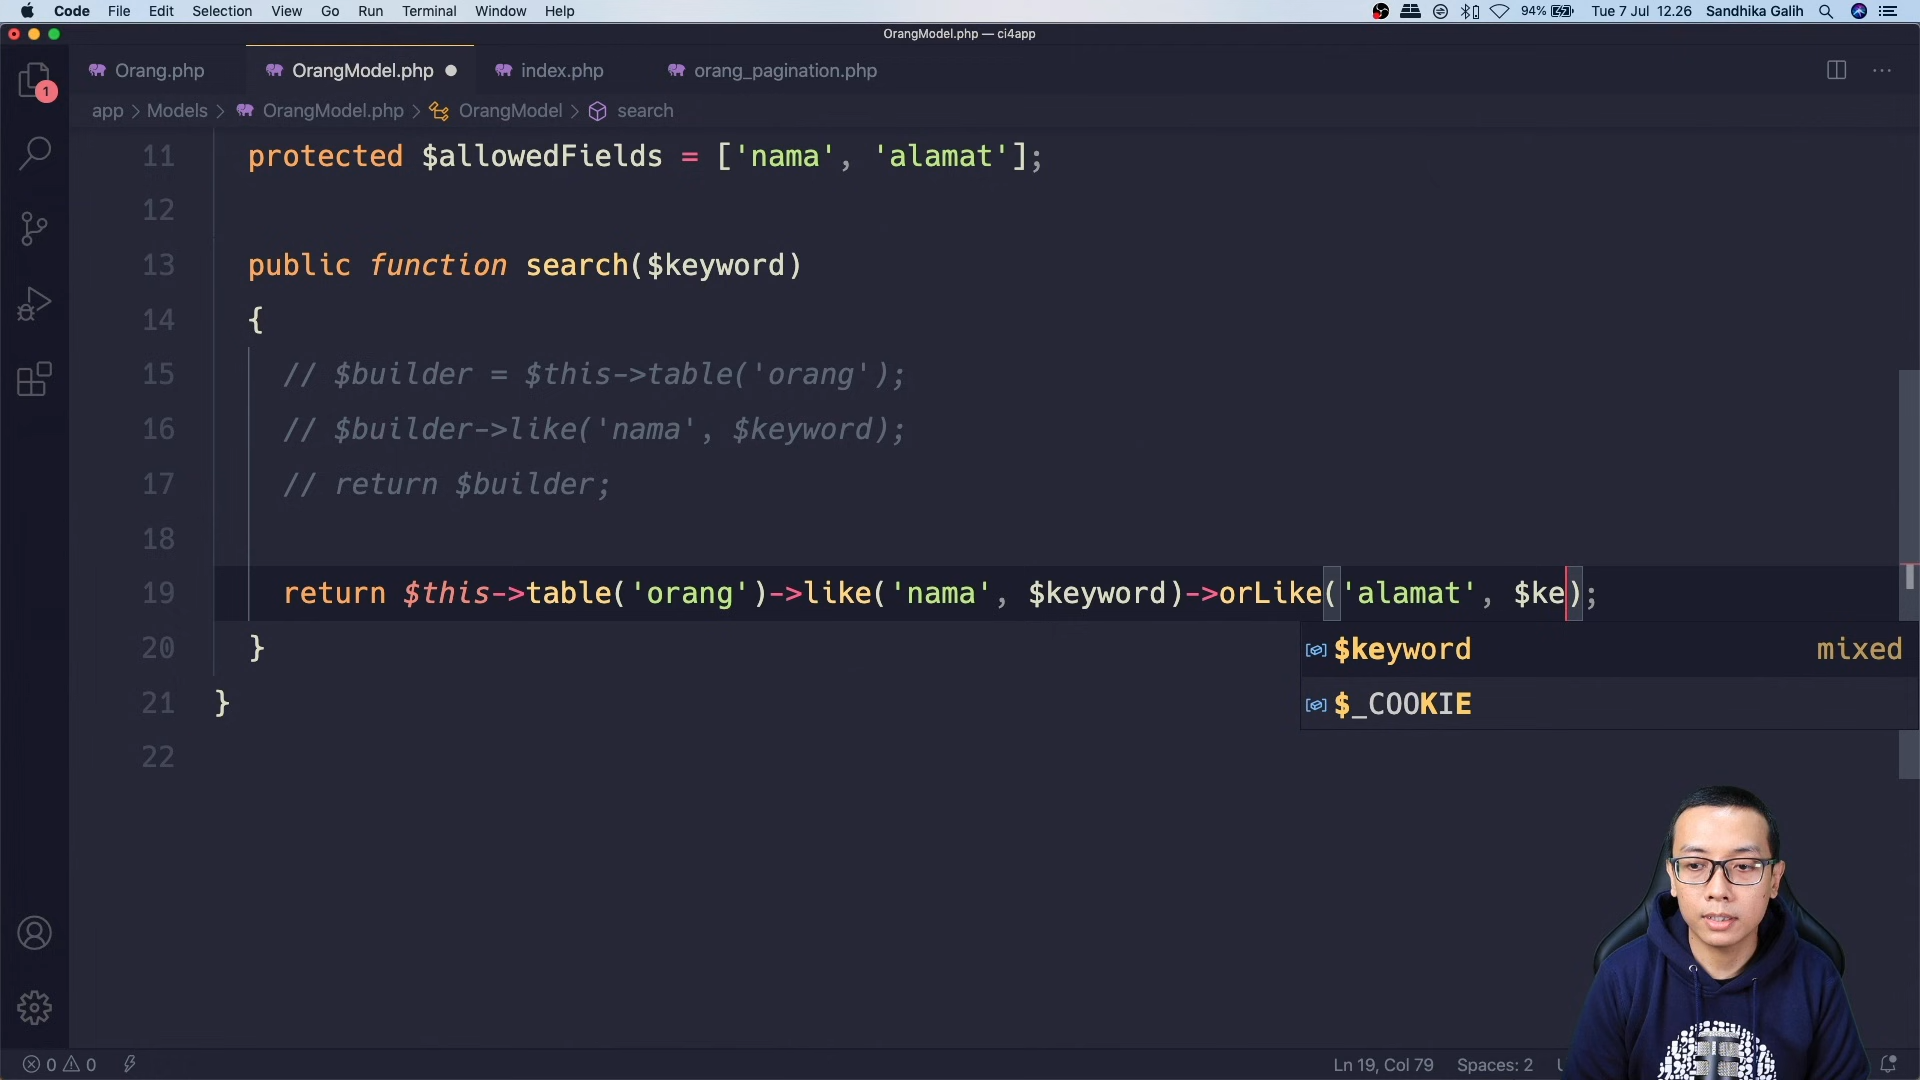 Code File Edit Selection View Go Run Terminal Window Help 94% Tue 7 Jul 12.26 Sandhika Galih
OrangModel.php — ci4app
1
Orang.php OrangModel.php index.php orang_pagination.php
app > Models > OrangModel.php > OrangModel > search
11 protected $allowedFields = ['nama', 'alamat'];
12
13 public function search($keyword)
14 {
15 // $builder = $this->table('orang');
16 // $builder->like('nama', $keyword);
17 // return $builder;
18
19 return $this->table('orang')->like('nama', $keyword)->orLike('alamat', $ke);
$keyword mixed
$_COOKIE
20 }
21 }
22
0 0 Ln 19, Col 79 Spaces: 2